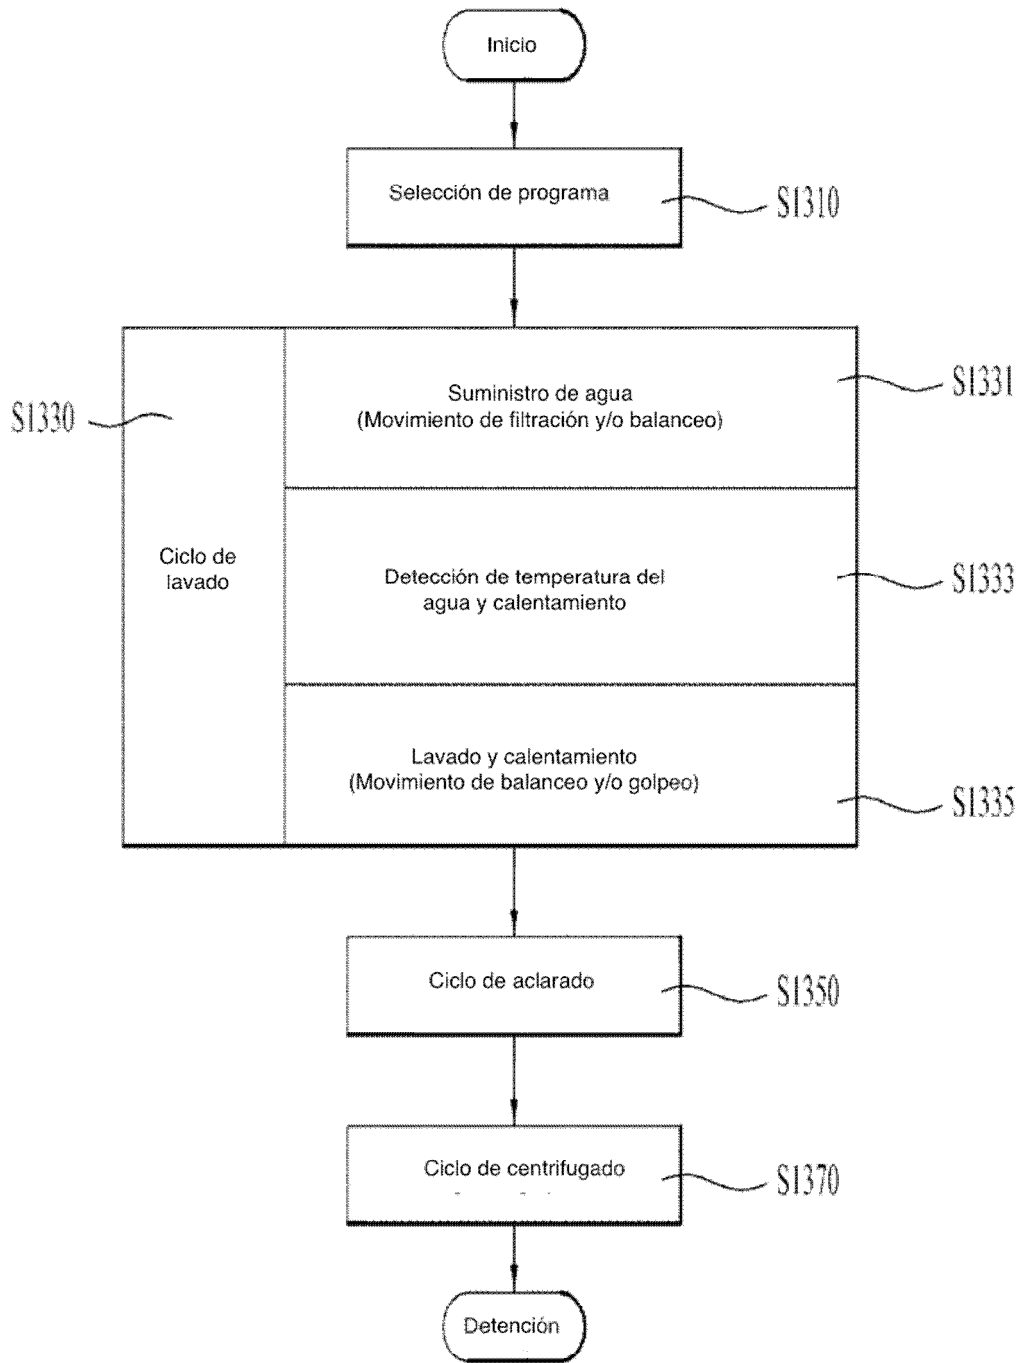 Inicio
Selección de programa
S1310
Suministro de agua
(Movimiento de filtración y/o balanceo)
S1331
S1330
Ciclo de
lavado
Detección de temperatura del
agua y calentamiento
S1333
Lavado y calentamiento
(Movimiento de balanceo y/o golpeo)
S1335
Ciclo de aclarado
S1350
Ciclo de centrifugado
S1370
Detención